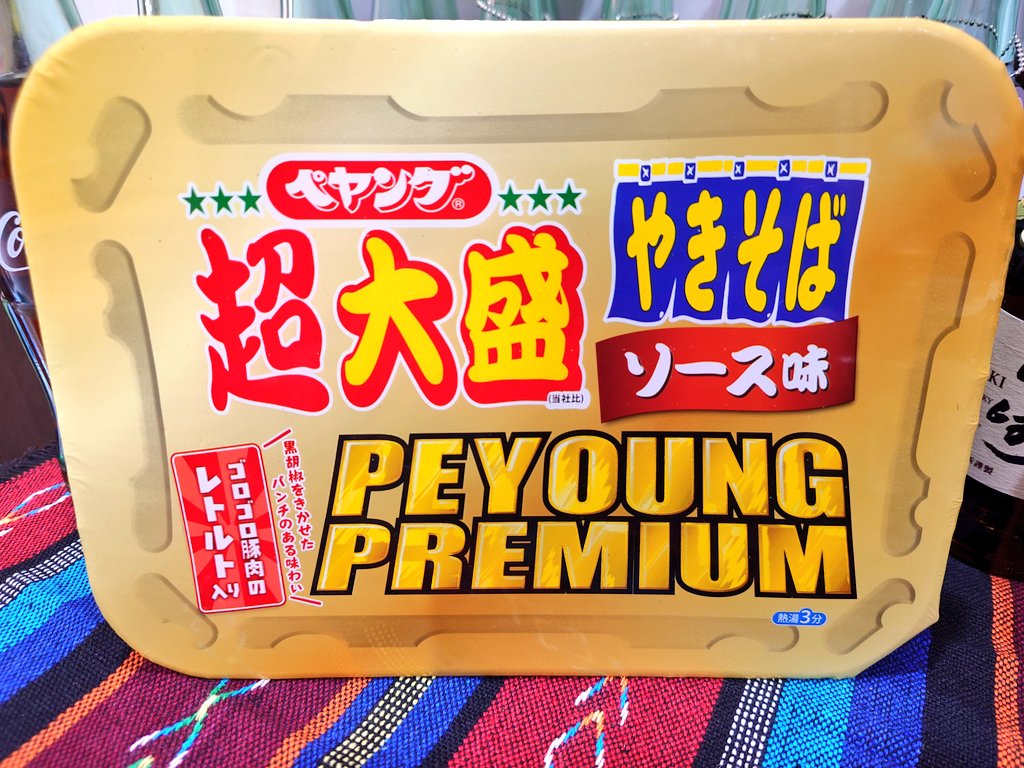 ペヤング®
超大盛
(当社比)
やきそば
ソース味
黒胡椒をきかせた
パンチのある味わい
ゴロゴロ豚肉の
レトルト入り
PEYOUNG
PREMIUM
熱湯3分